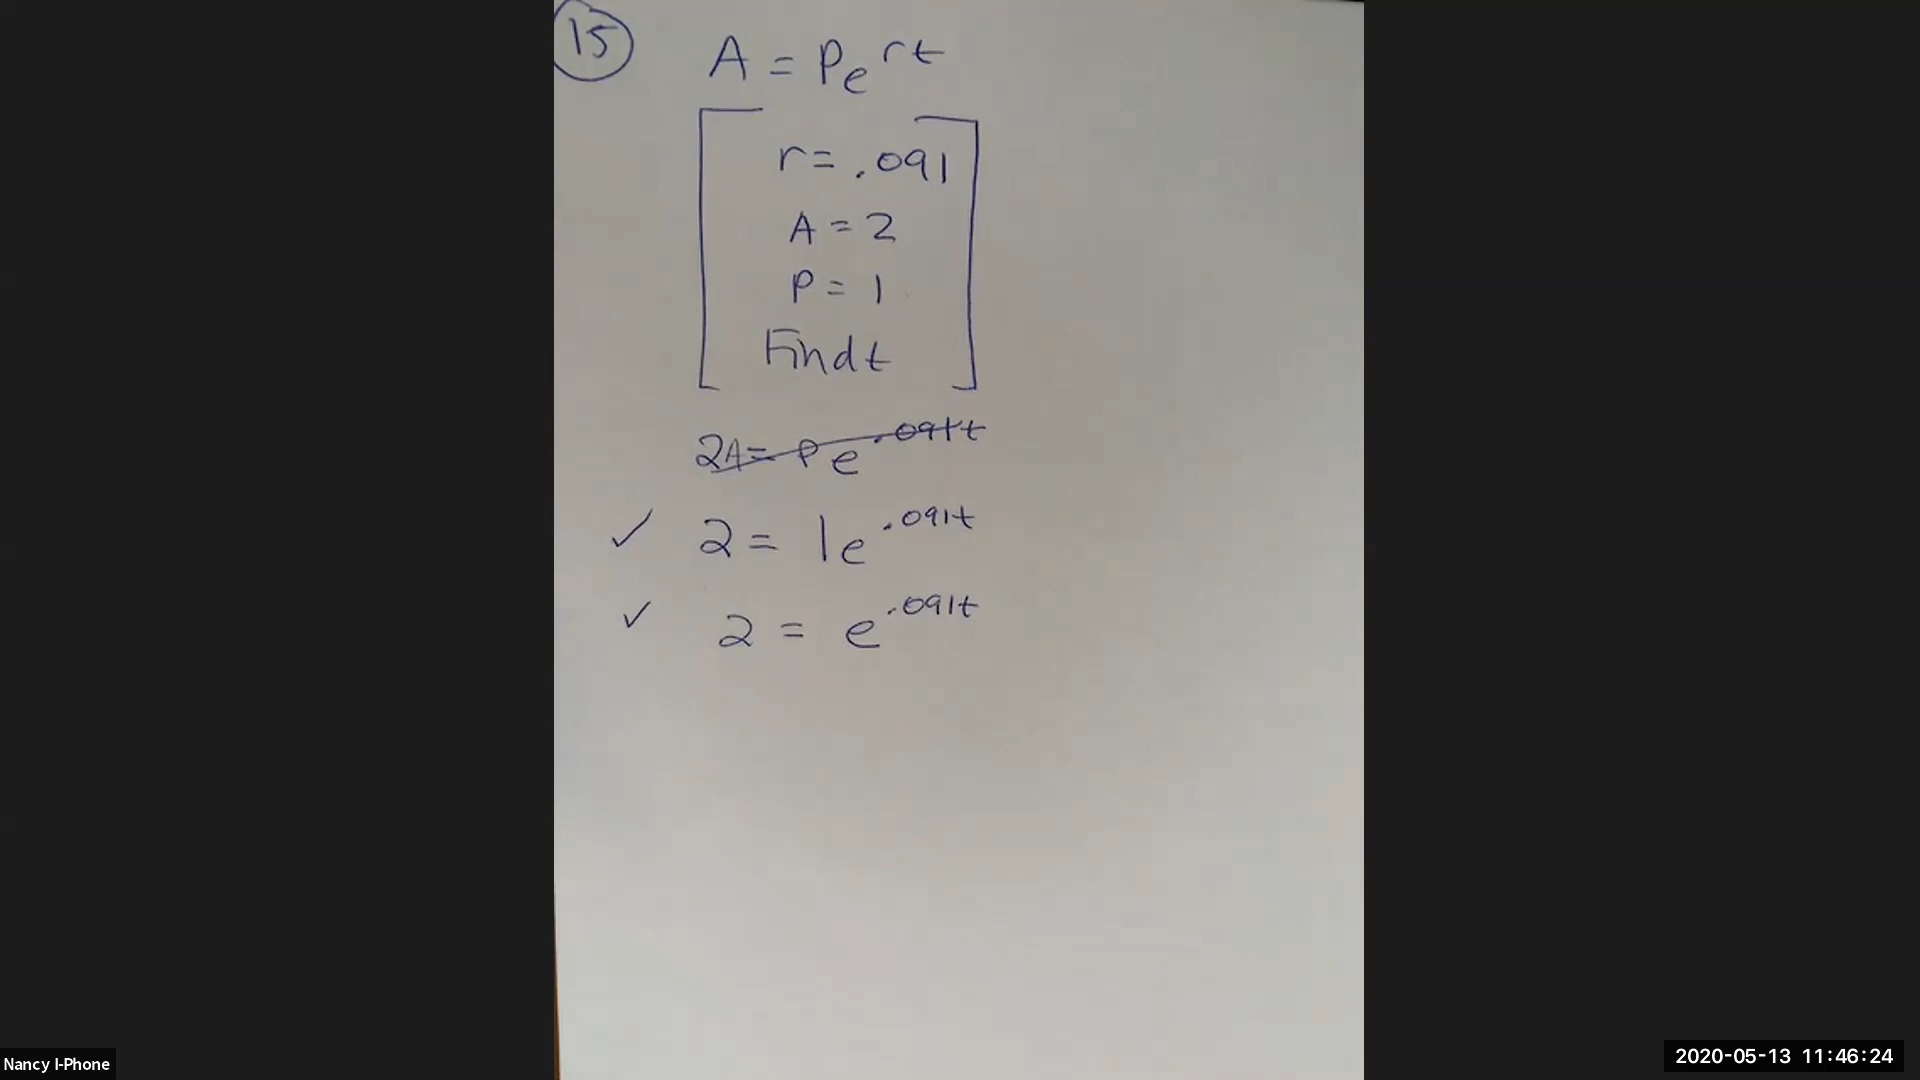 15
A = Pe^rt
r = .091
A = 2
P = 1
Find t
2A = Pe^.091t
✓ 2 = 1e^.091t
✓ 2 = e^.091t
Nancy I-Phone
2020-05-13 11:46:24